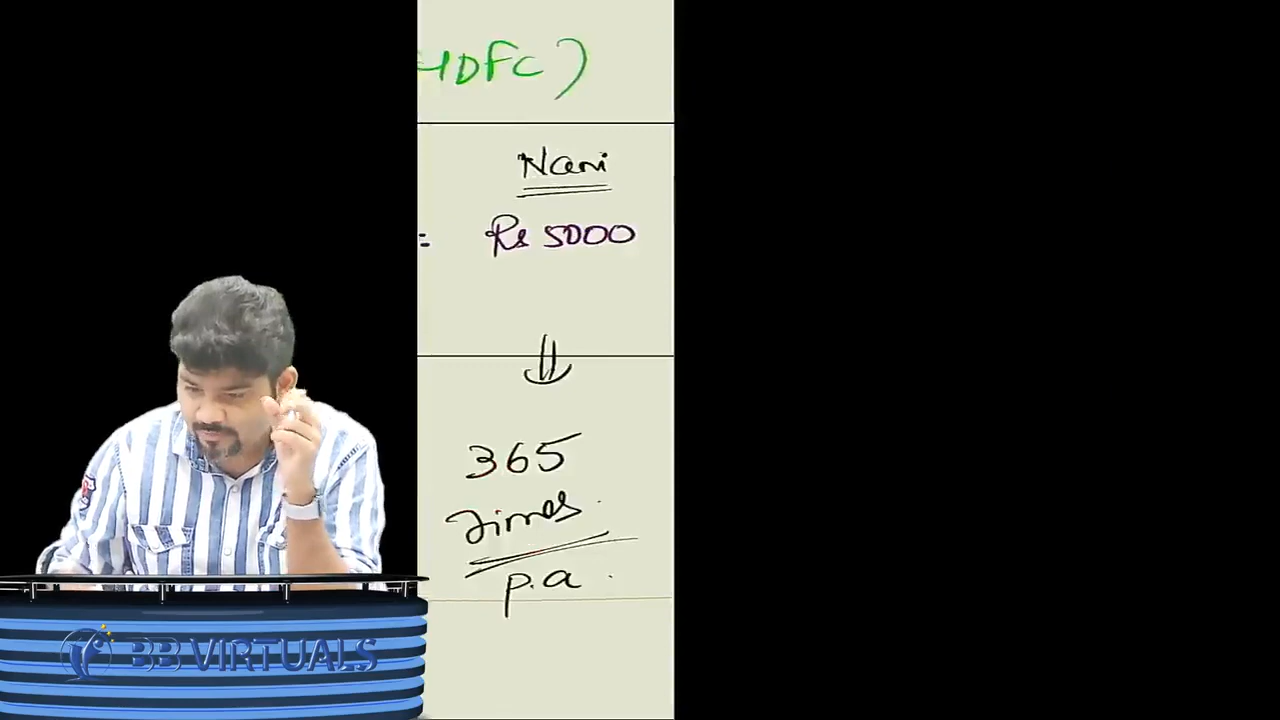 HDFC)
Nani
= Rs 5000
365
Times
p.a.
BB VIRTUALS